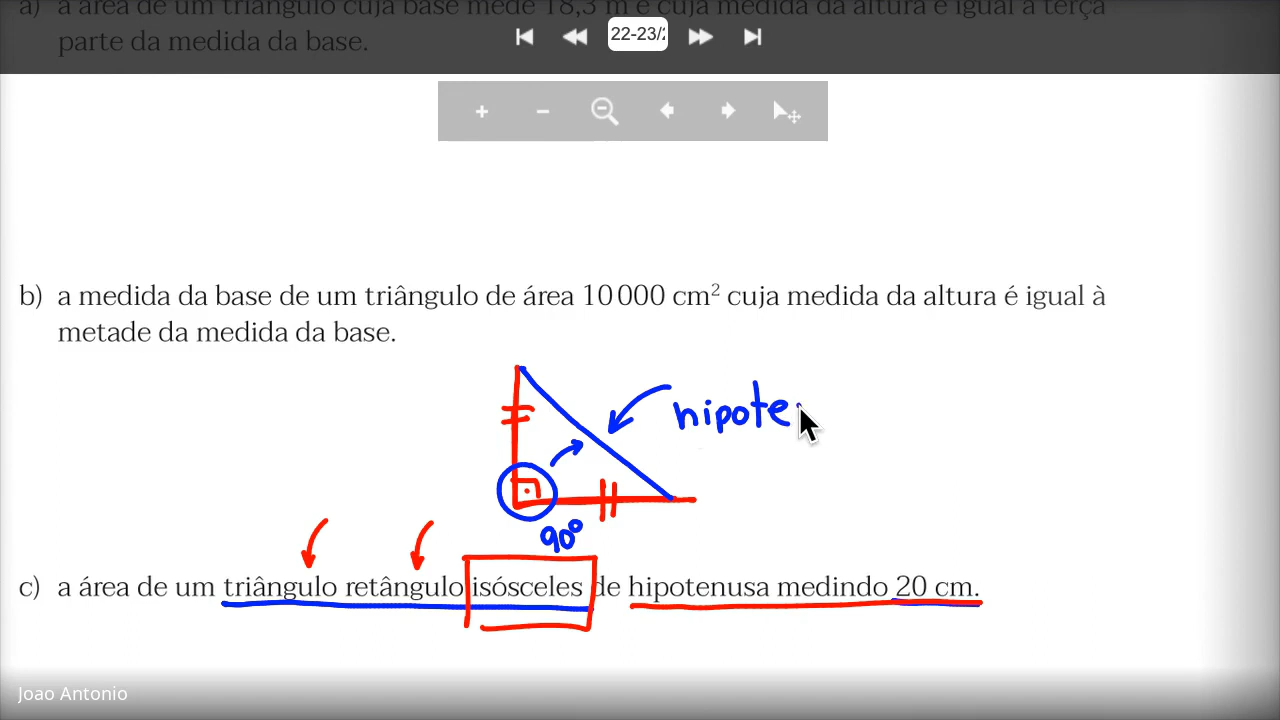 a) a área de um triângulo cuja base mede 18,3 m e cuja medida da altura é igual à terça
parte da medida da base.
22-23/2
b) a medida da base de um triângulo de área 10 000 cm² cuja medida da altura é igual à
metade da medida da base.
hipote
90°
c) a área de um triângulo retângulo isósceles de hipotenusa medindo 20 cm.
Joao Antonio